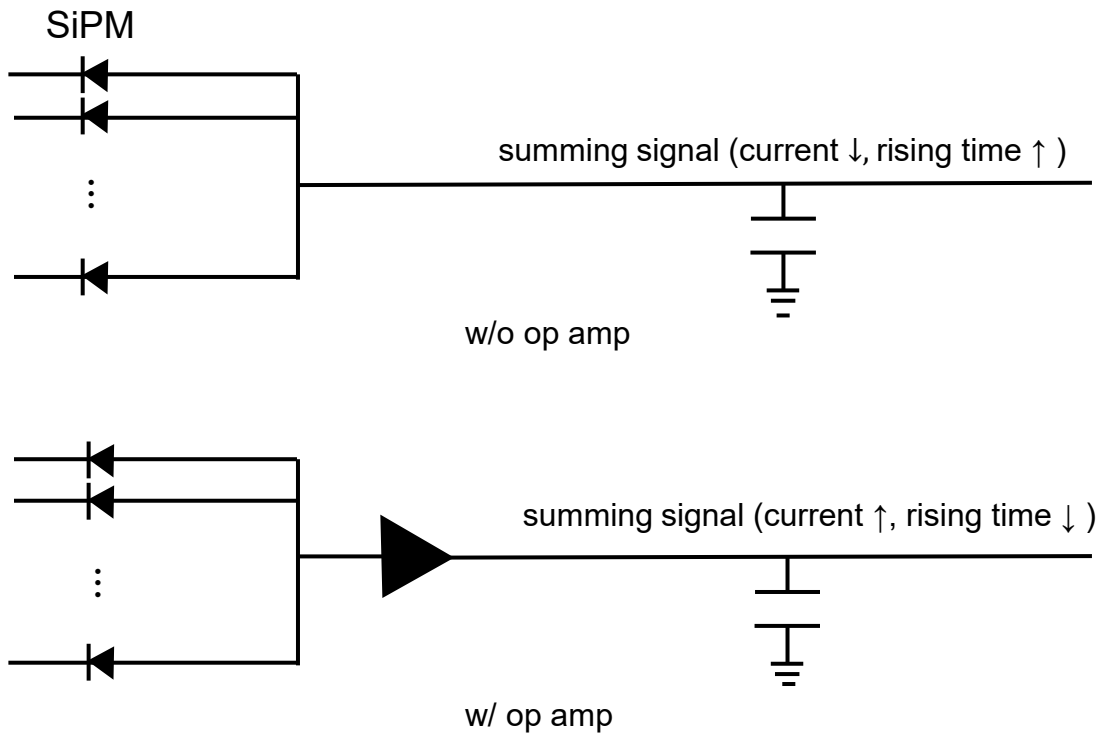 SiPM
summing signal (current ↓, rising time ↑ )
w/o op amp
summing signal (current ↑, rising time ↓ )
w/ op amp